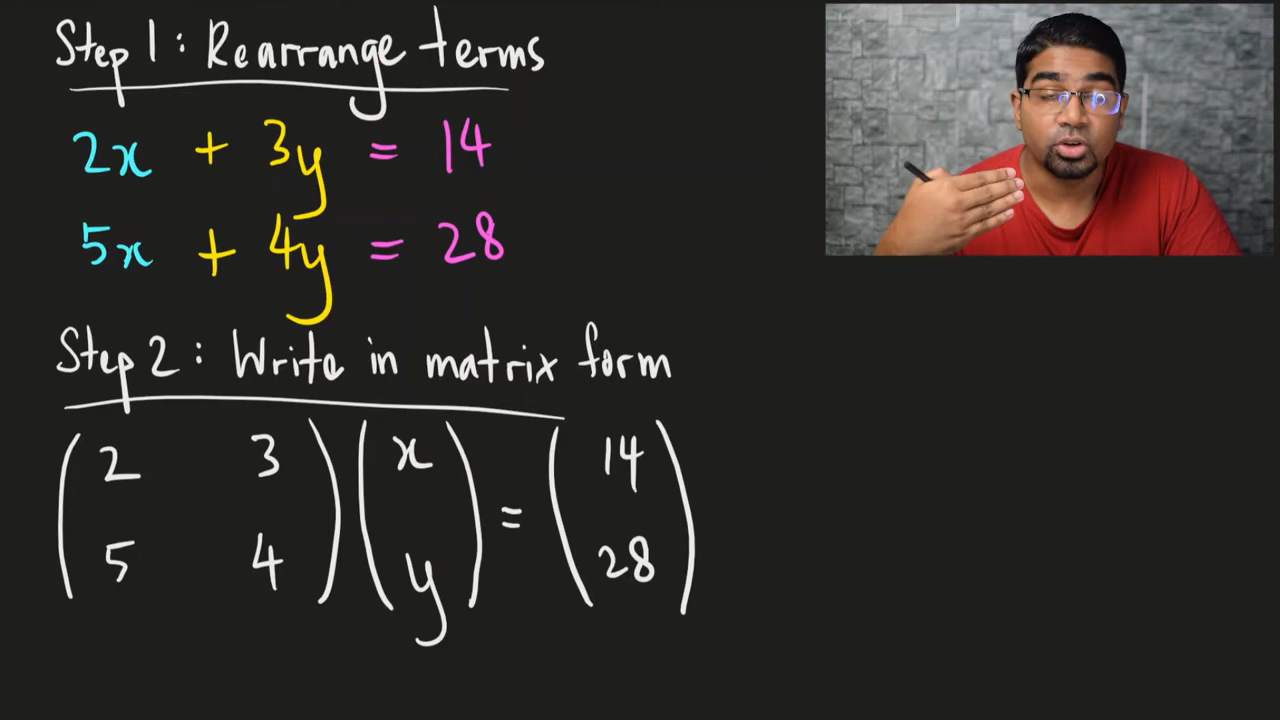 Step 1: Rearrange terms
2x + 3y = 14
5x + 4y = 28
Step 2: Write in matrix form
(2 3) (x) = (14)
(5 4) (y) (28)